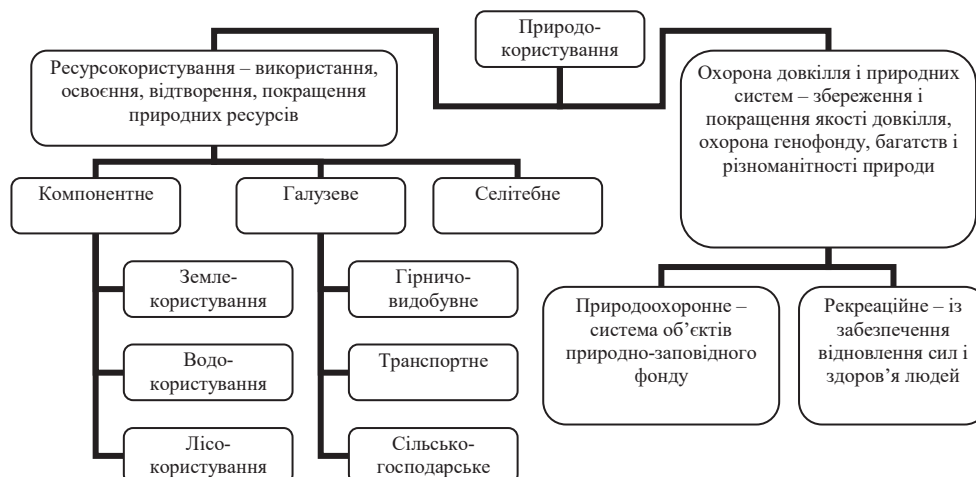 Природо-
користування
Ресурсокористування – використання,
освоєння, відтворення, покращення
природних ресурсів
Охорона довкілля і природних
систем – збереження і
покращення якості довкілля,
охорона генофонду, багатств і
різноманітності природи
Компонентне
Галузеве
Селітебне
Земле-
користування
Водо-
користування
Лісо-
користування
Гірничо-
видобувне
Транспортне
Сільсько-
господарське
Природоохоронне –
система об’єктів
природно-заповідного
фонду
Рекреаційне – із
забезпечення
відновлення сил і
здоров’я людей